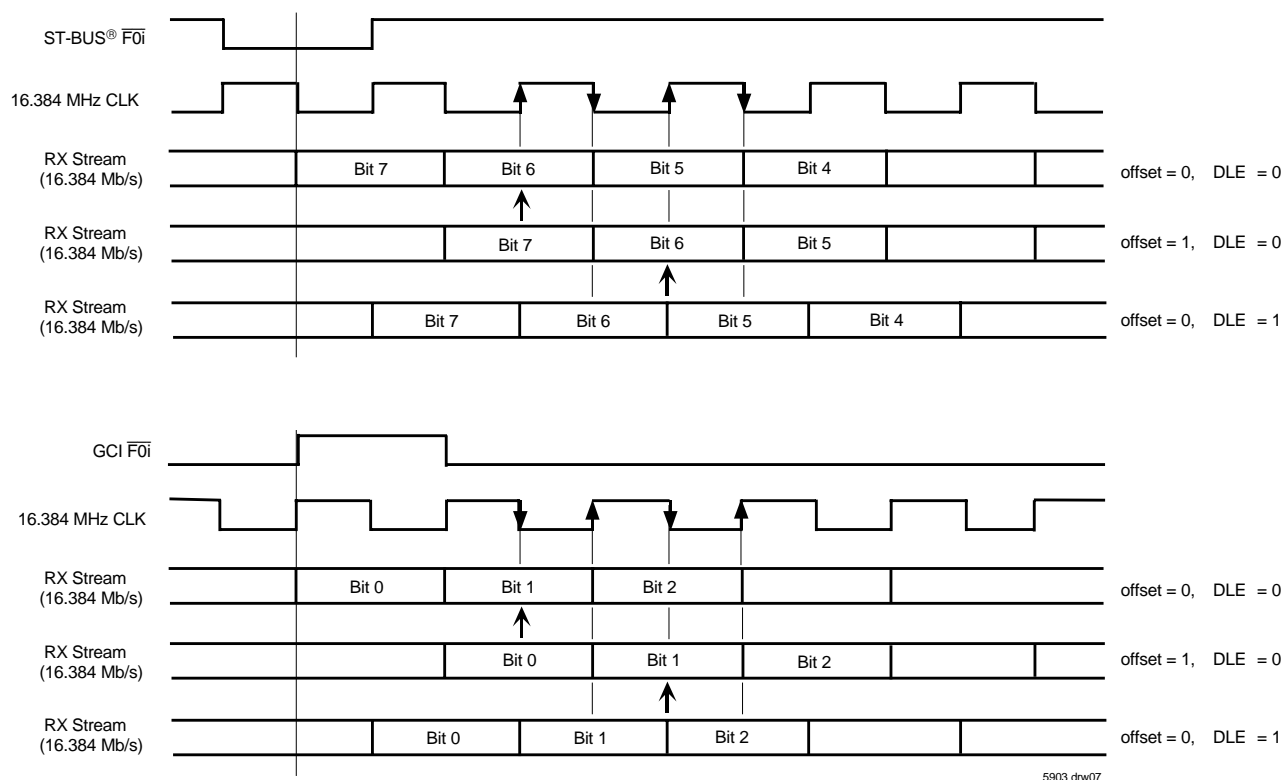 ST-BUS® F0i
16.384 MHz CLK
RX Stream
(16.384 Mb/s)
Bit 7 Bit 6 Bit 5 Bit 4
offset = 0, DLE = 0
RX Stream
(16.384 Mb/s)
Bit 7 Bit 6 Bit 5
offset = 1, DLE = 0
RX Stream
(16.384 Mb/s)
Bit 7 Bit 6 Bit 5 Bit 4
offset = 0, DLE = 1
GCI F0i
16.384 MHz CLK
RX Stream
(16.384 Mb/s)
Bit 0 Bit 1 Bit 2
offset = 0, DLE = 0
RX Stream
(16.384 Mb/s)
Bit 0 Bit 1 Bit 2
offset = 1, DLE = 0
RX Stream
(16.384 Mb/s)
Bit 0 Bit 1 Bit 2
offset = 0, DLE = 1
5903 drw07